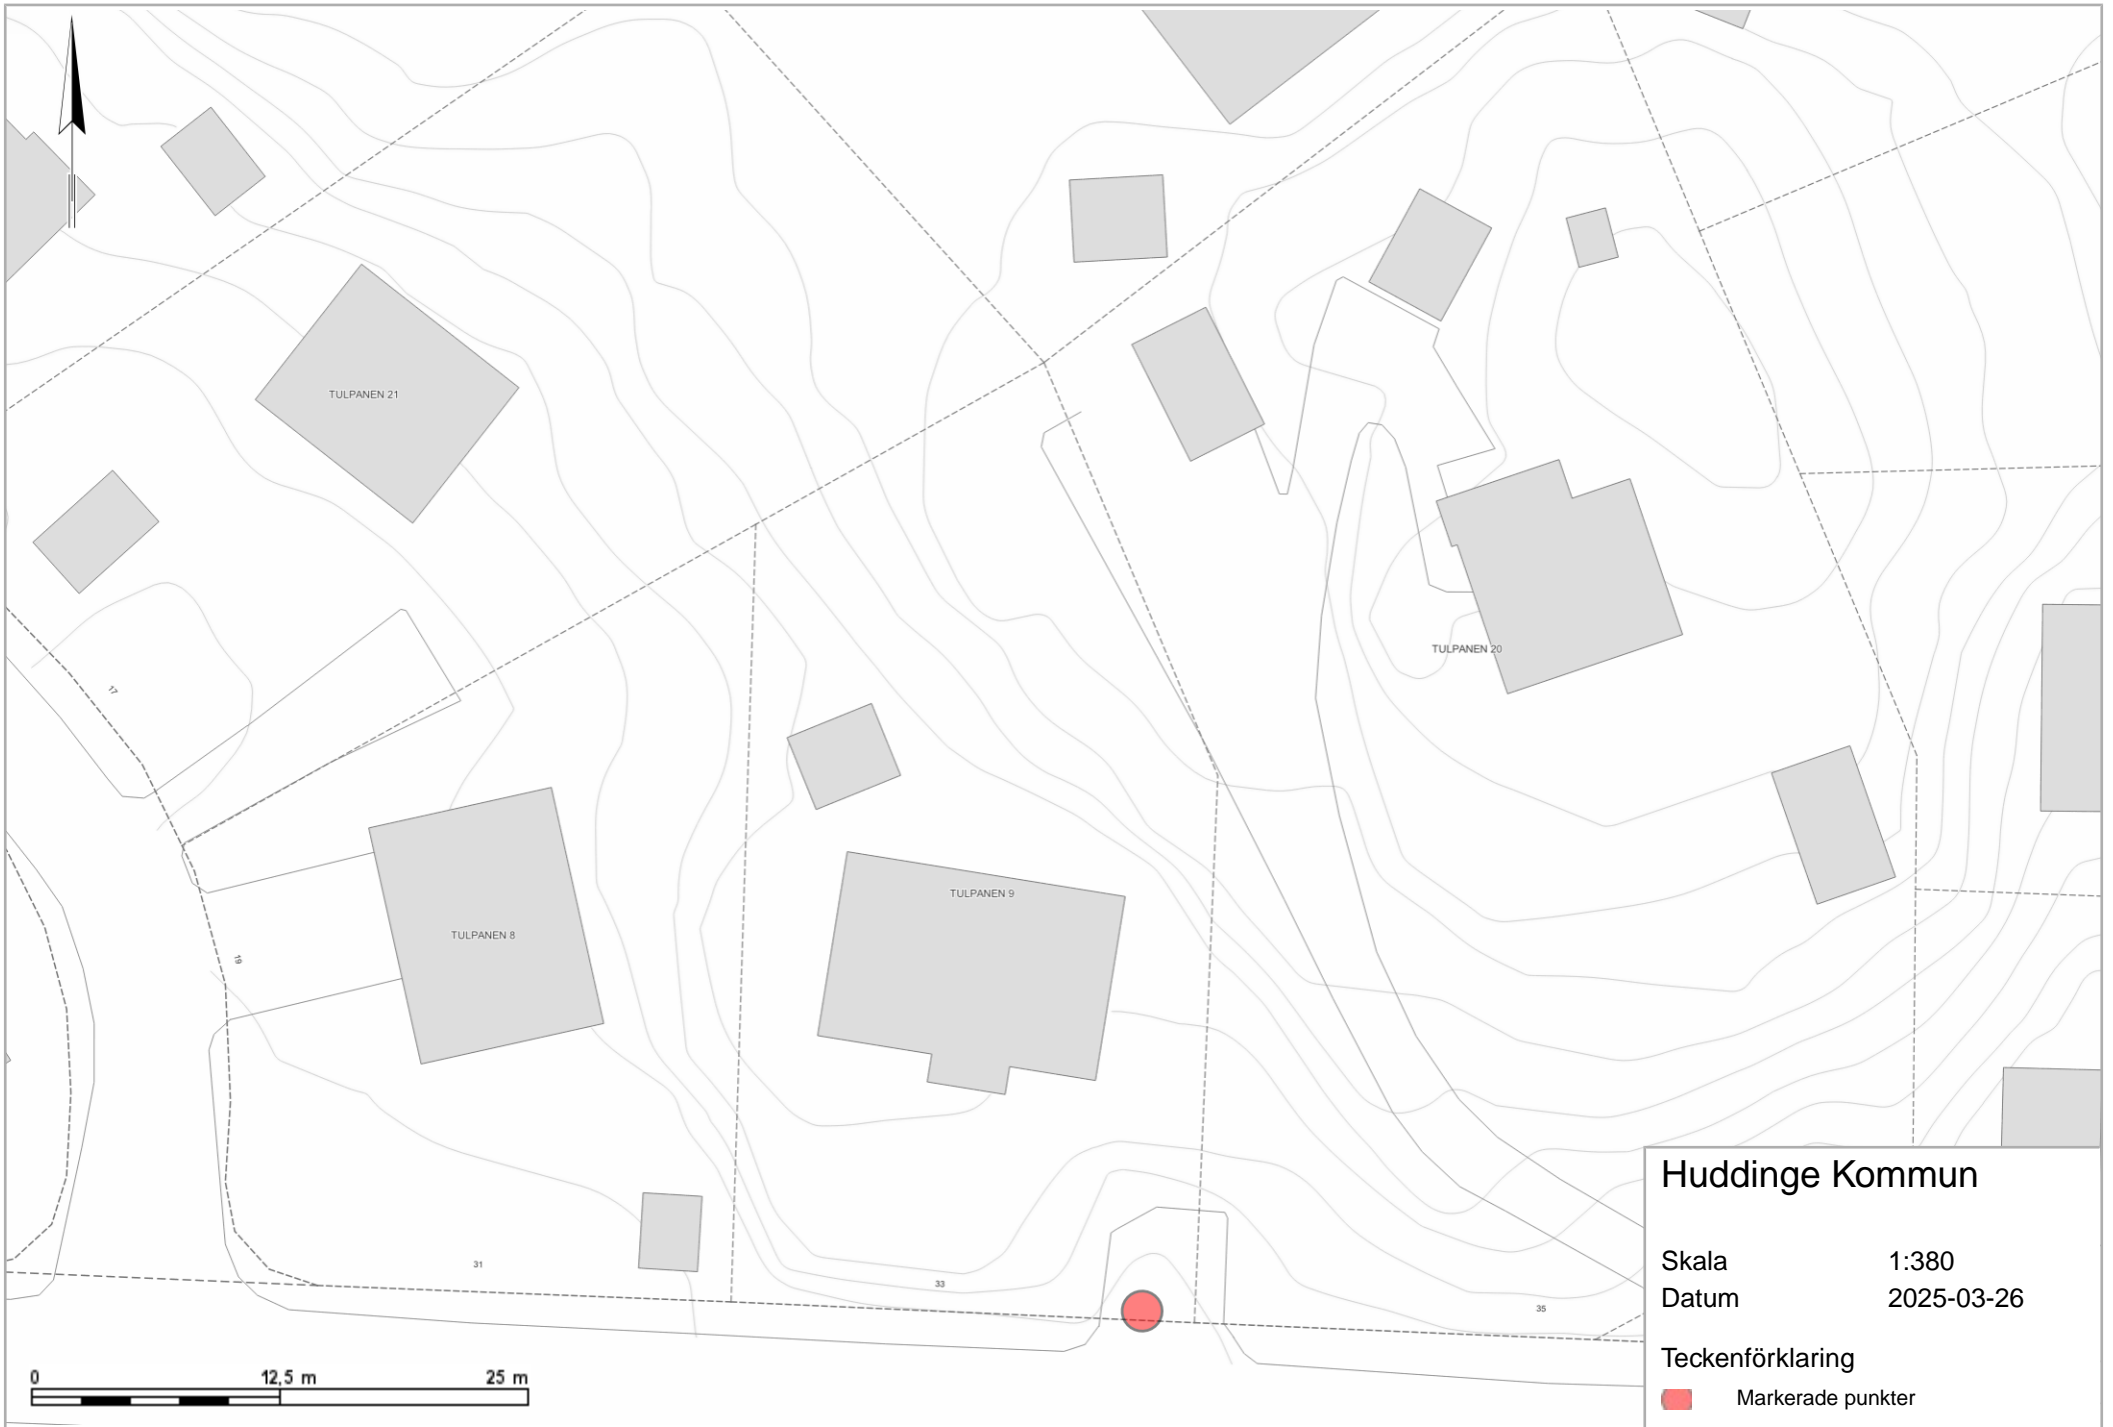 TULPANEN 21
TULPANEN 20
17
TULPANEN 9
TULPANEN 8
19
31
33
35
Huddinge Kommun
Skala 1:380
Datum 2025-03-26
Teckenförklaring
Markerade punkter
0 12,5 m 25 m